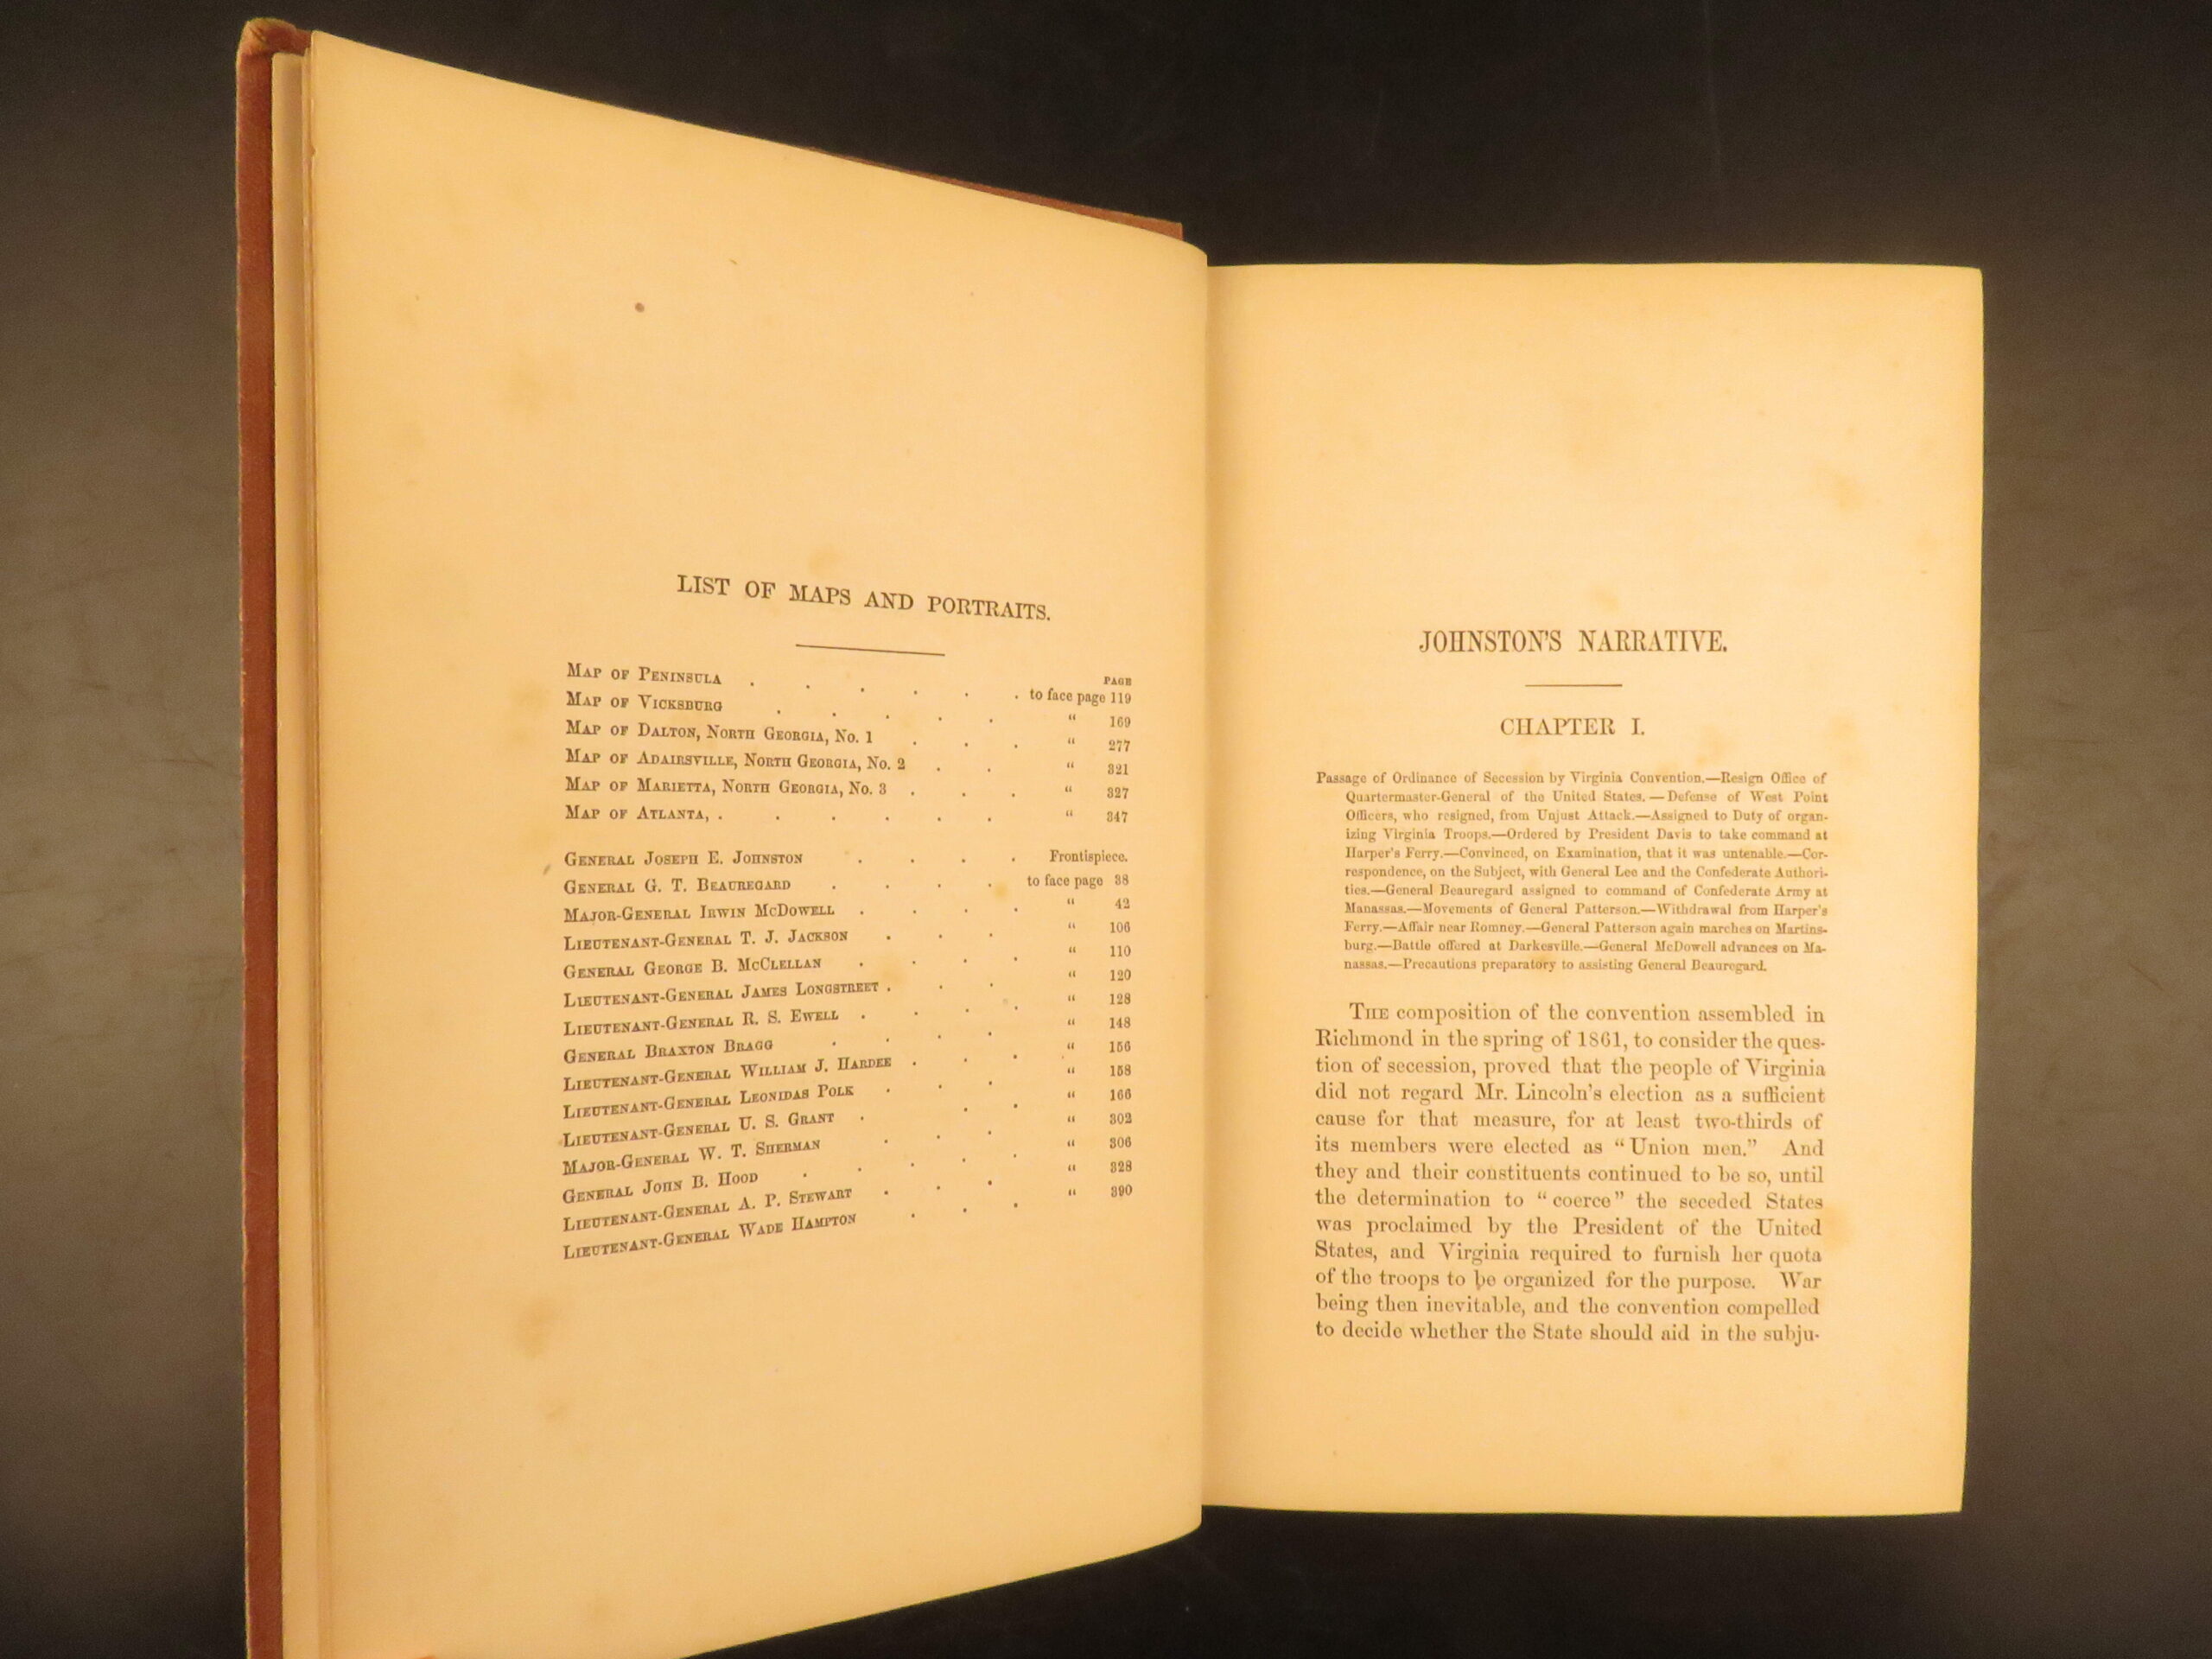 LIST OF MAPS AND PORTRAITS.
PAGE
MAP OF PENINSULA . . . . . . to face page 119
MAP OF VICKSBURG . . . . . " 169
MAP OF DALTON, NORTH GEORGIA, No. 1 . . . " 277
MAP OF ADAIRSVILLE, NORTH GEORGIA, No. 2 . . " 321
MAP OF MARIETTA, NORTH GEORGIA, No. 3 . . . " 327
MAP OF ATLANTA, . . . . . . " 347
GENERAL JOSEPH E. JOHNSTON . . . . Frontispiece.
GENERAL G. T. BEAUREGARD . . . . to face page 38
MAJOR-GENERAL IRWIN McDOWELL . . . . " 42
LIEUTENANT-GENERAL T. J. JACKSON . . . " 106
GENERAL GEORGE B. McCLELLAN . . . . " 110
LIEUTENANT-GENERAL JAMES LONGSTREET . . . " 120
LIEUTENANT-GENERAL R. S. EWELL . . . . " 128
GENERAL BRAXTON BRAGG . . . . " 148
LIEUTENANT-GENERAL WILLIAM J. HARDEE . . . " 156
LIEUTENANT-GENERAL LEONIDAS POLK . . . " 158
LIEUTENANT-GENERAL U. S. GRANT . . . " 166
MAJOR-GENERAL W. T. SHERMAN . . . " 302
GENERAL JOHN B. HOOD . . . . . " 306
LIEUTENANT-GENERAL A. P. STEWART . . . " 328
LIEUTENANT-GENERAL WADE HAMPTON . . . " 390
JOHNSTON'S NARRATIVE.
CHAPTER I.
Passage of Ordinance of Secession by Virginia Convention.—Resign Office of
Quartermaster-General of the United States.—Defense of West Point
Officers, who resigned, from Unjust Attack.—Assigned to Duty of organ-
izing Virginia Troops.—Ordered by President Davis to take command at
Harper's Ferry.—Convinced, on Examination, that it was untenable.—Cor-
respondence, on the Subject, with General Lee and the Confederate Authori-
ties.—General Beauregard assigned to command of Confederate Army at
Manassas.—Movements of General Patterson.—Withdrawal from Harper's
Ferry.—Affair near Romney.—General Patterson again marches on Martins-
burg.—Battle offered at Darkesville.—General McDowell advances on Ma-
nassas.—Precautions preparatory to assisting General Beauregard.
THE composition of the convention assembled in
Richmond in the spring of 1861, to consider the ques-
tion of secession, proved that the people of Virginia
did not regard Mr. Lincoln's election as a sufficient
cause for that measure, for at least two-thirds of
its members were elected as "Union men." And
they and their constituents continued to be so, until
the determination to "coerce" the seceded States
was proclaimed by the President of the United
States, and Virginia required to furnish her quota
of the troops to be organized for the purpose. War
being then inevitable, and the convention compelled
to decide whether the State should aid in the subju-